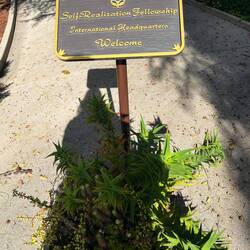 Self-Realization Fellowship
International Headquarters
Welcome